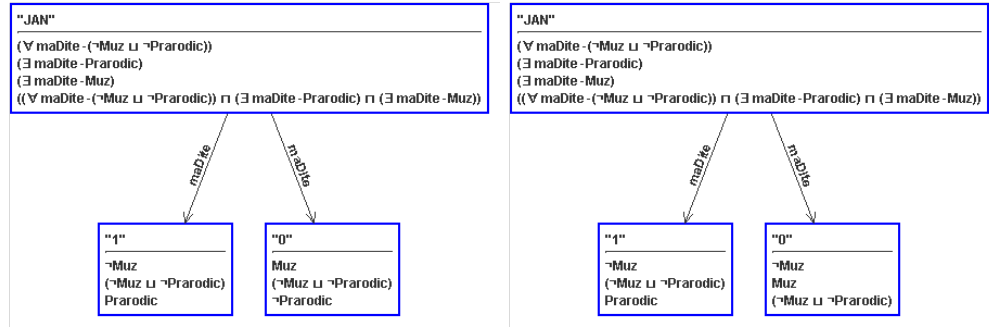 "JAN"
(∀ maDite-(¬Muz ⊔ ¬Prarodic))
(∃ maDite-Prarodic)
(∃ maDite-Muz)
((∀ maDite-(¬Muz ⊔ ¬Prarodic)) ⊓ (∃ maDite-Prarodic) ⊓ (∃ maDite-Muz))
maDite
maDite
"1"
¬Muz
(¬Muz ⊔ ¬Prarodic)
Prarodic
"0"
Muz
(¬Muz ⊔ ¬Prarodic)
¬Prarodic
"JAN"
(∀ maDite-(¬Muz ⊔ ¬Prarodic))
(∃ maDite-Prarodic)
(∃ maDite-Muz)
((∀ maDite-(¬Muz ⊔ ¬Prarodic)) ⊓ (∃ maDite-Prarodic) ⊓ (∃ maDite-Muz))
maDite
maDite
"1"
¬Muz
(¬Muz ⊔ ¬Prarodic)
Prarodic
"0"
¬Muz
Muz
(¬Muz ⊔ ¬Prarodic)